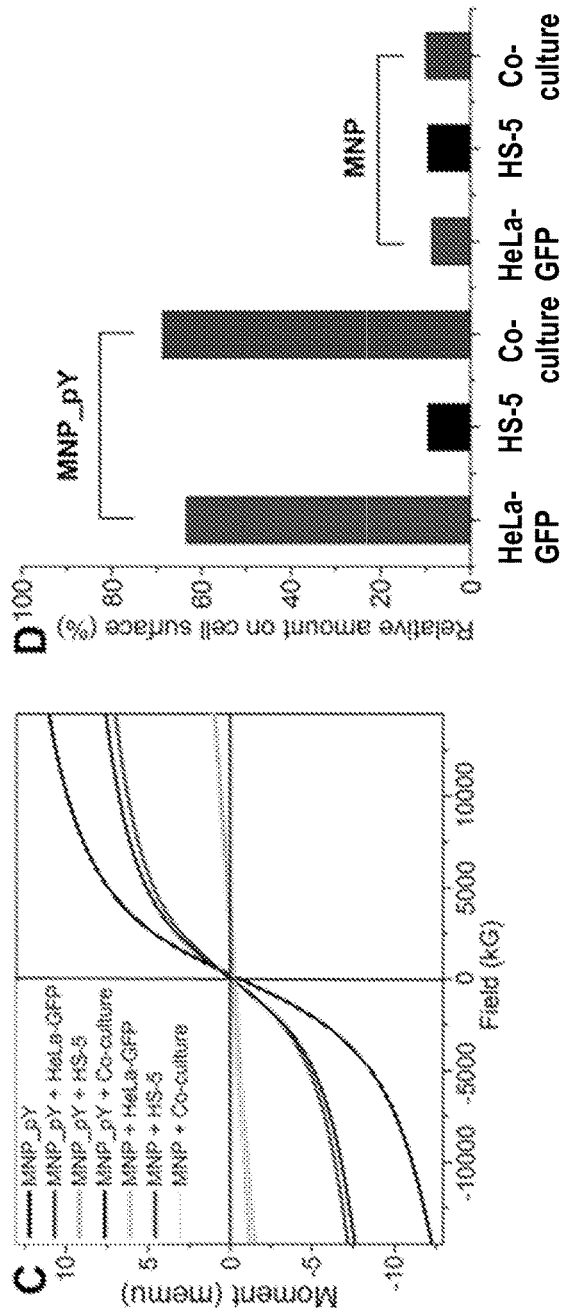 C
Moment (memu)
10
5
0
-5
-10
MNP_pY
MNP_pY + HeLa-GFP
MNP_pY + HS-5
MNP_pY + Co-culture
MNP + HeLa-GFP
MNP + HS-5
MNP + Co-culture
-10000 -5000 0 5000 10000
Field (kG)
D
Relative amount on cell surface (%)
100
80
60
40
20
0
MNP_pY
MNP
HeLa-
GFP
HS-5
Co-
culture
HeLa-
GFP
HS-5
Co-
culture